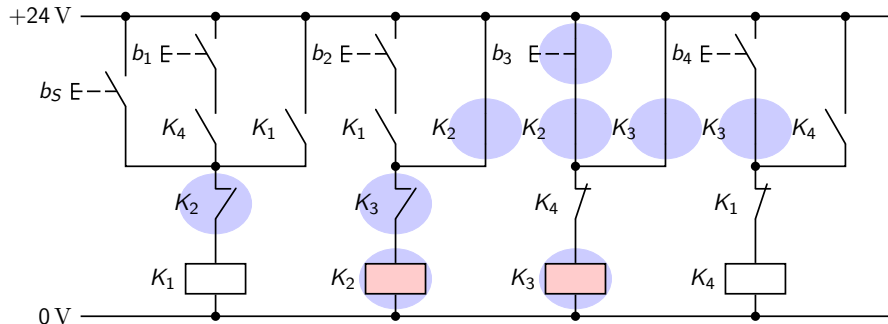 +24 V
b1 b2 b3 b4
bS
K4 K1 K1 K2 K2 K3 K3 K4
K2 K3 K4 K1
K1 K2 K3 K4
0 V